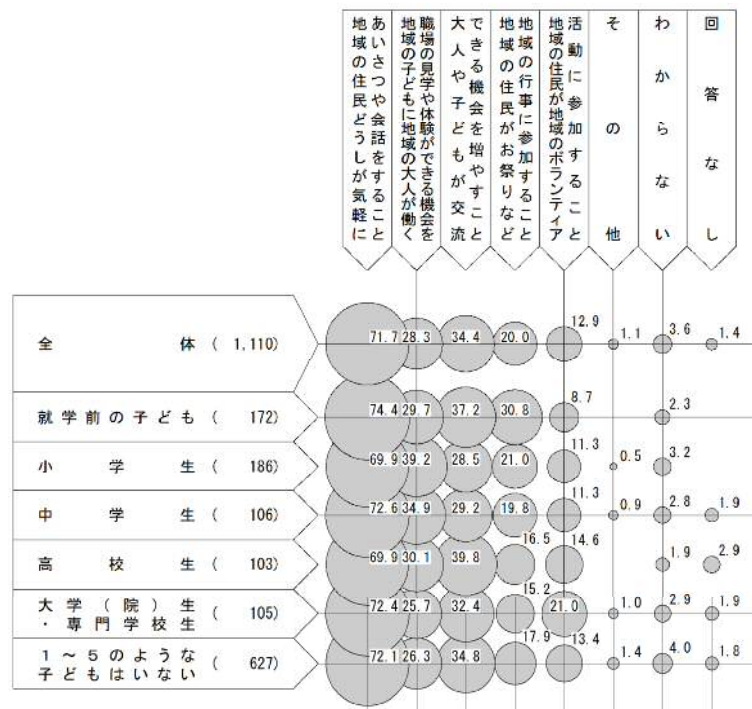 地域の住民どうしが気軽に
あいさつや会話をすること
地域の子どもに地域の大人が働く
職場の見学や体験ができる機会を
大人や子どもが交流
できる機会を増やすこと
地域の住民がお祭りなど
地域の行事に参加すること
地域の住民が地域のボランティア
活動に参加すること
その他
わからない
回答なし
全体 ( 1,110)
71.7 28.3 34.4 20.0 12.9 1.1 3.6 1.4
就学前の子ども ( 172)
74.4 29.7 37.2 30.8 8.7 2.3
小学生 ( 186)
69.9 39.2 28.5 21.0 11.3 0.5 3.2
中学生 ( 106)
72.6 34.9 29.2 19.8 11.3 0.9 2.8 1.9
高校生 ( 103)
69.9 30.1 39.8 16.5 14.6 1.9 2.9
大学(院)生
・専門学校生 ( 105)
72.4 25.7 32.4 15.2 21.0 1.0 2.9 1.9
1~5のような
子どもはいない ( 627)
72.1 26.3 34.8 17.9 13.4 1.4 4.0 1.8